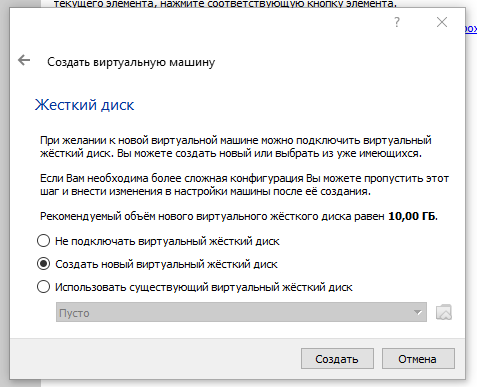 текущего элемента, нажмите соответствующую кнопку элемента.
?
Создать виртуальную машину
Жесткий диск
При желании к новой виртуальной машине можно подключить виртуальный
жёсткий диск. Вы можете создать новый или выбрать из уже имеющихся.
Если Вам необходима более сложная конфигурация Вы можете пропустить этот
шаг и внести изменения в настройки машины после её создания.
Рекомендуемый объём нового виртуального жёсткого диска равен 10,00 ГБ.
Не подключать виртуальный жёсткий диск
Создать новый виртуальный жёсткий диск
Использовать существующий виртуальный жёсткий диск
Пусто
Создать
Отмена